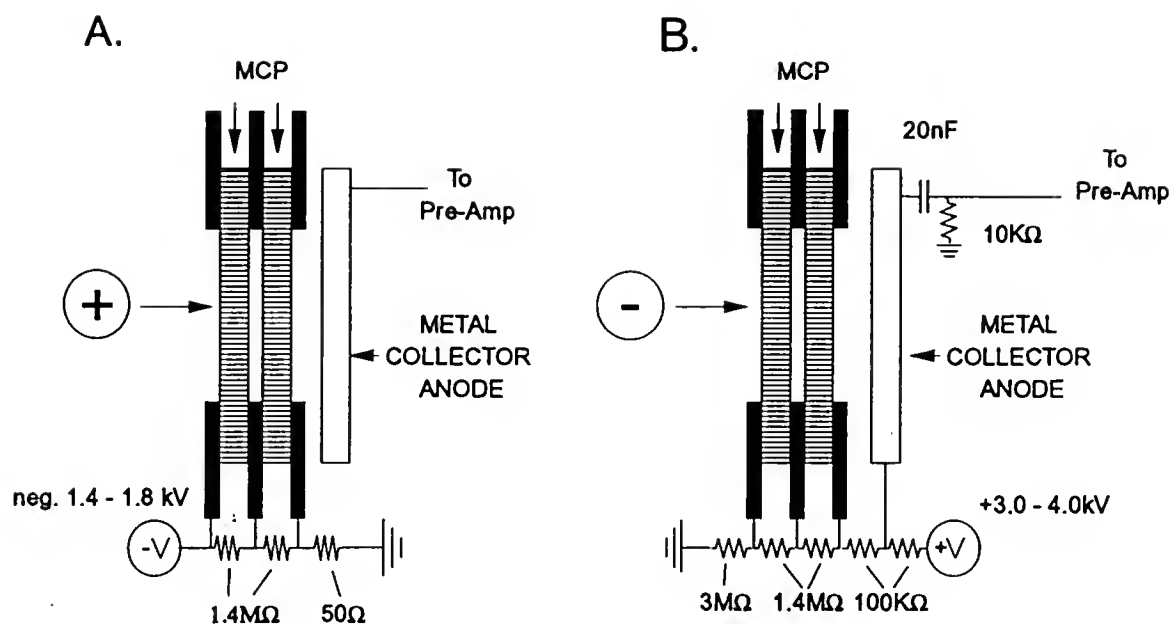 A.
MCP
+
To
Pre-Amp
METAL
COLLECTOR
ANODE
neg. 1.4 - 1.8 kV
-V
1.4MΩ
50Ω
B.
MCP
20nF
To
Pre-Amp
10KΩ
-
METAL
COLLECTOR
ANODE
+3.0 - 4.0kV
+V
3MΩ
1.4MΩ
100KΩ